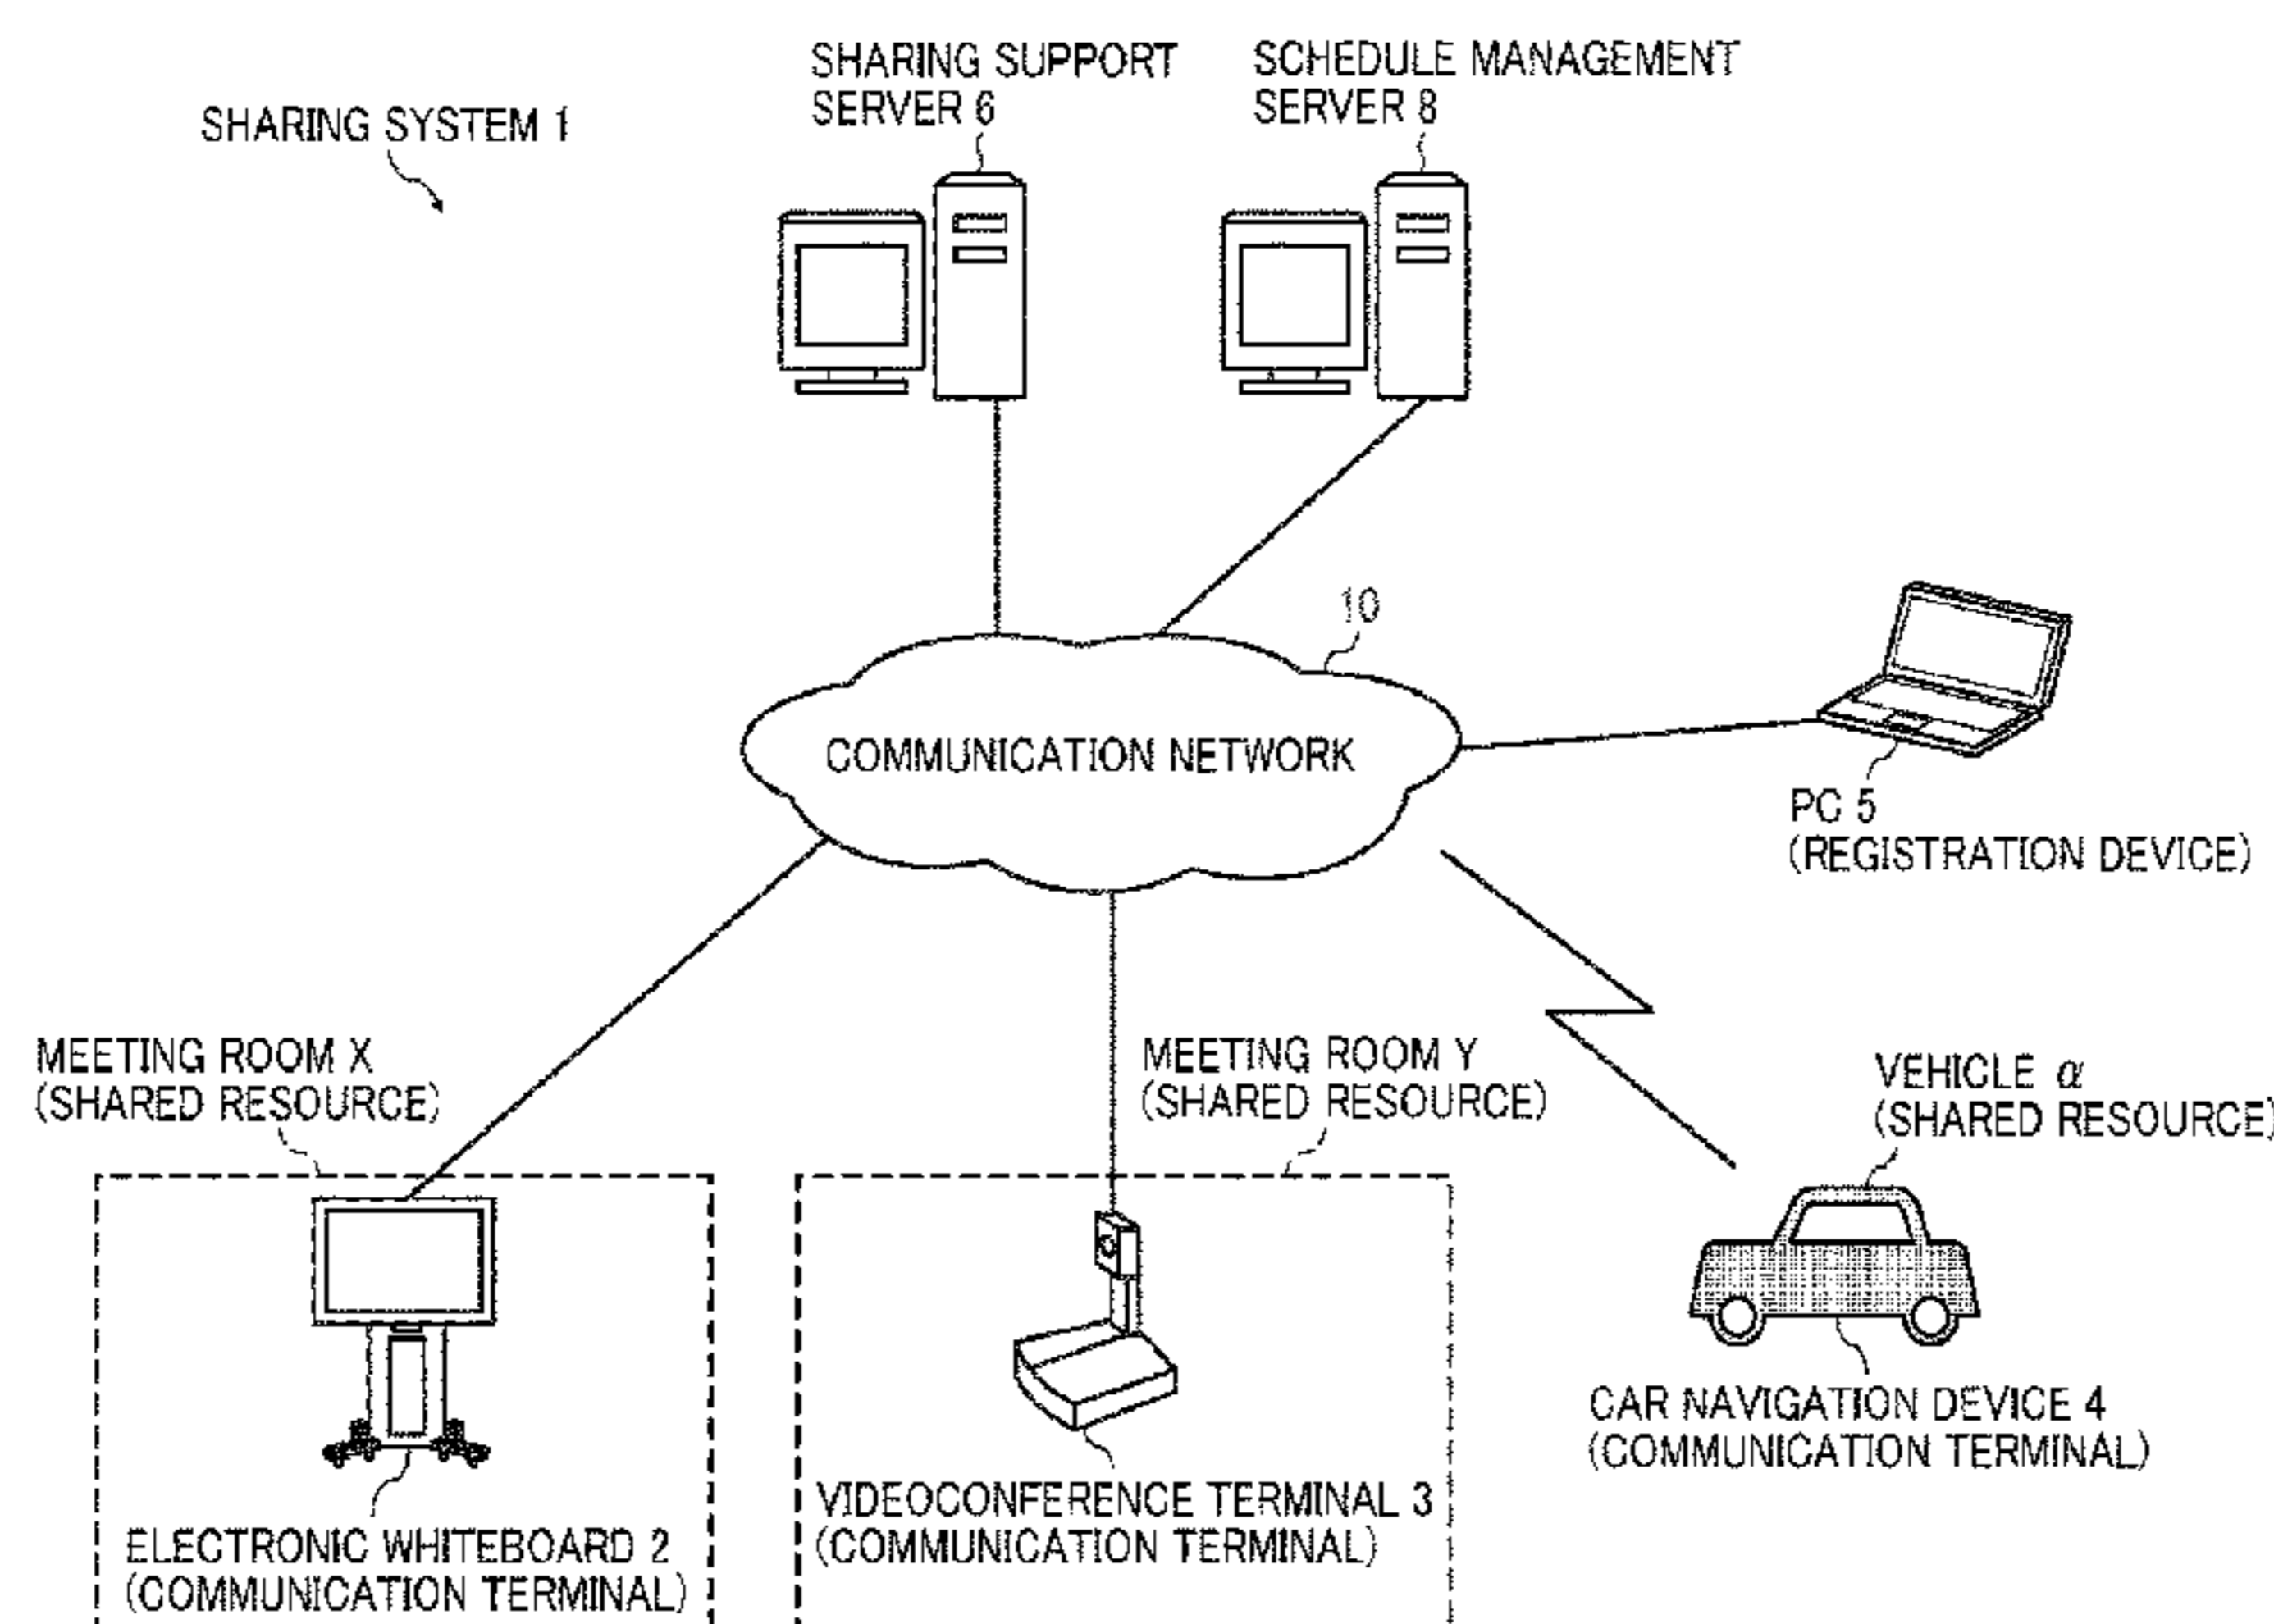 SHARING SYSTEM 1
SHARING SUPPORT
SERVER 6
SCHEDULE MANAGEMENT
SERVER 8
10
COMMUNICATION NETWORK
PC 5
(REGISTRATION DEVICE)
MEETING ROOM X
(SHARED RESOURCE)
MEETING ROOM Y
(SHARED RESOURCE)
VEHICLE α
(SHARED RESOURCE)
CAR NAVIGATION DEVICE 4
(COMMUNICATION TERMINAL)
VIDEOCONFERENCE TERMINAL 3
(COMMUNICATION TERMINAL)
ELECTRONIC WHITEBOARD 2
(COMMUNICATION TERMINAL)